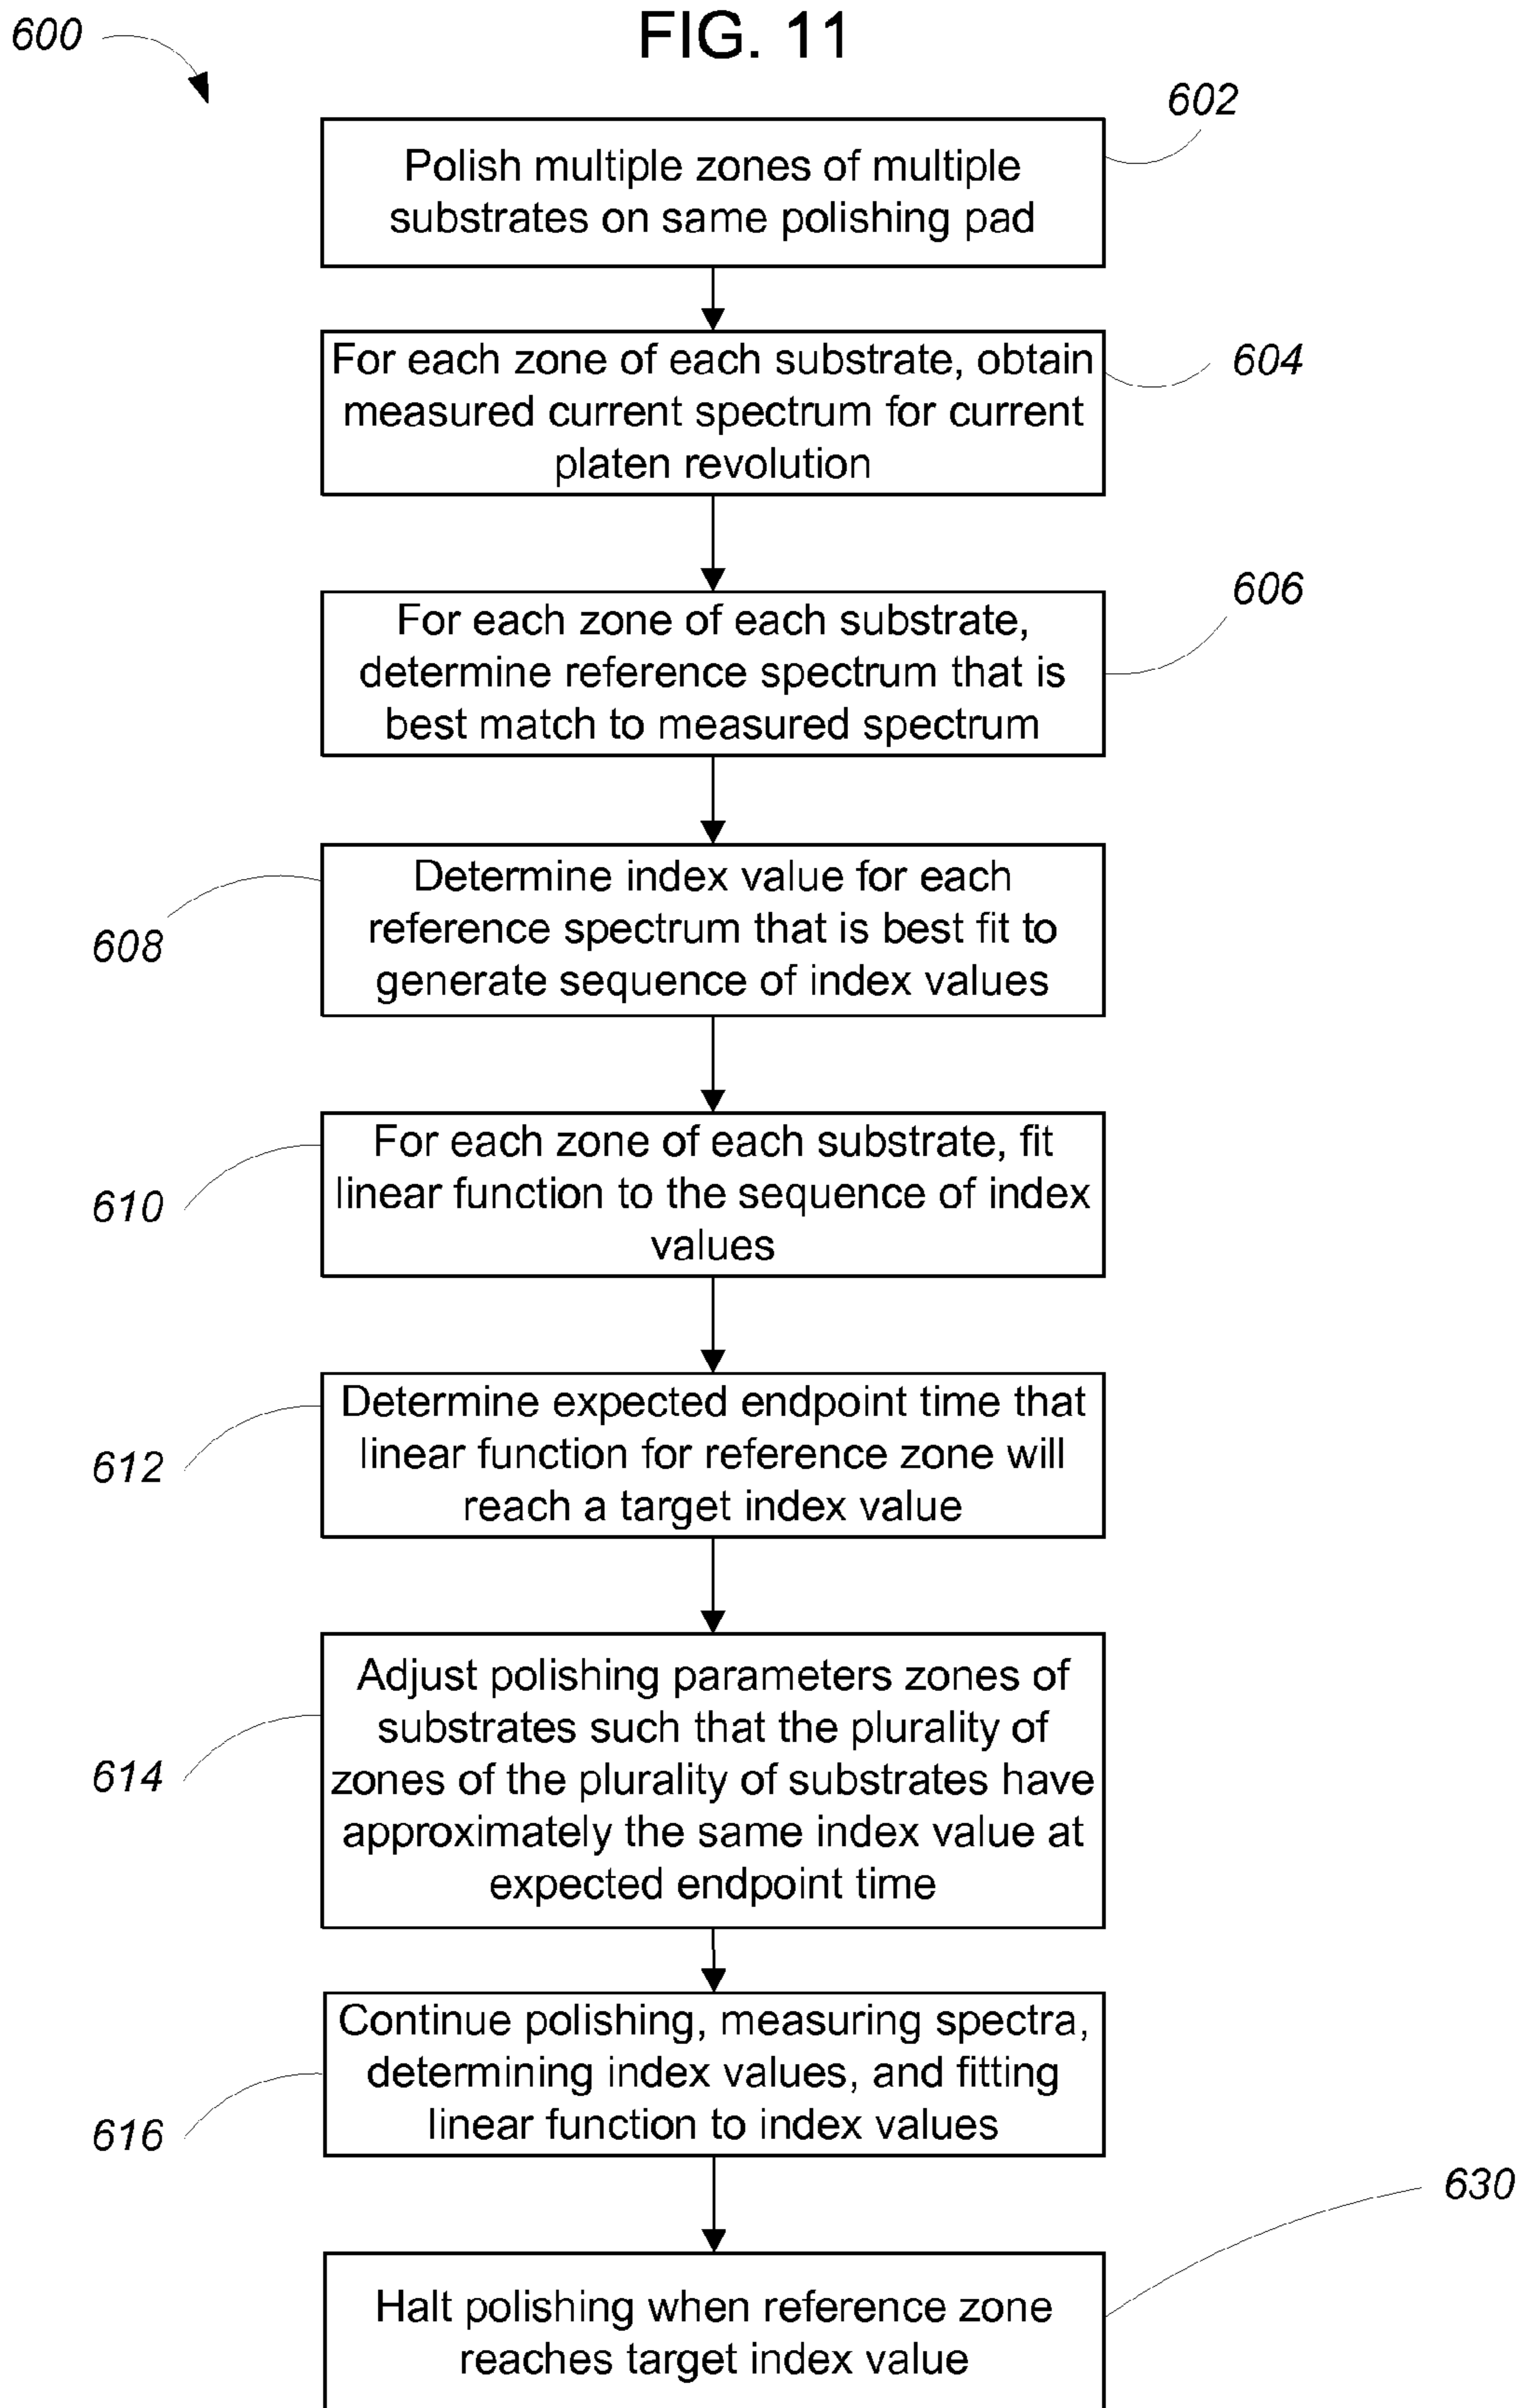 600
FIG. 11
602
Polish multiple zones of multiple
substrates on same polishing pad
For each zone of each substrate, obtain
measured current spectrum for current
platen revolution
604
606
For each zone of each substrate,
determine reference spectrum that is
best match to measured spectrum
Determine index value for each
reference spectrum that is best fit to
generate sequence of index values
608
For each zone of each substrate, fit
linear function to the sequence of index
values
610
Determine expected endpoint time that
linear function for reference zone will
reach a target index value
612
Adjust polishing parameters zones of
substrates such that the plurality of
zones of the plurality of substrates have
approximately the same index value at
expected endpoint time
614
Continue polishing, measuring spectra,
determining index values, and fitting
linear function to index values
616
630
Halt polishing when reference zone
reaches target index value